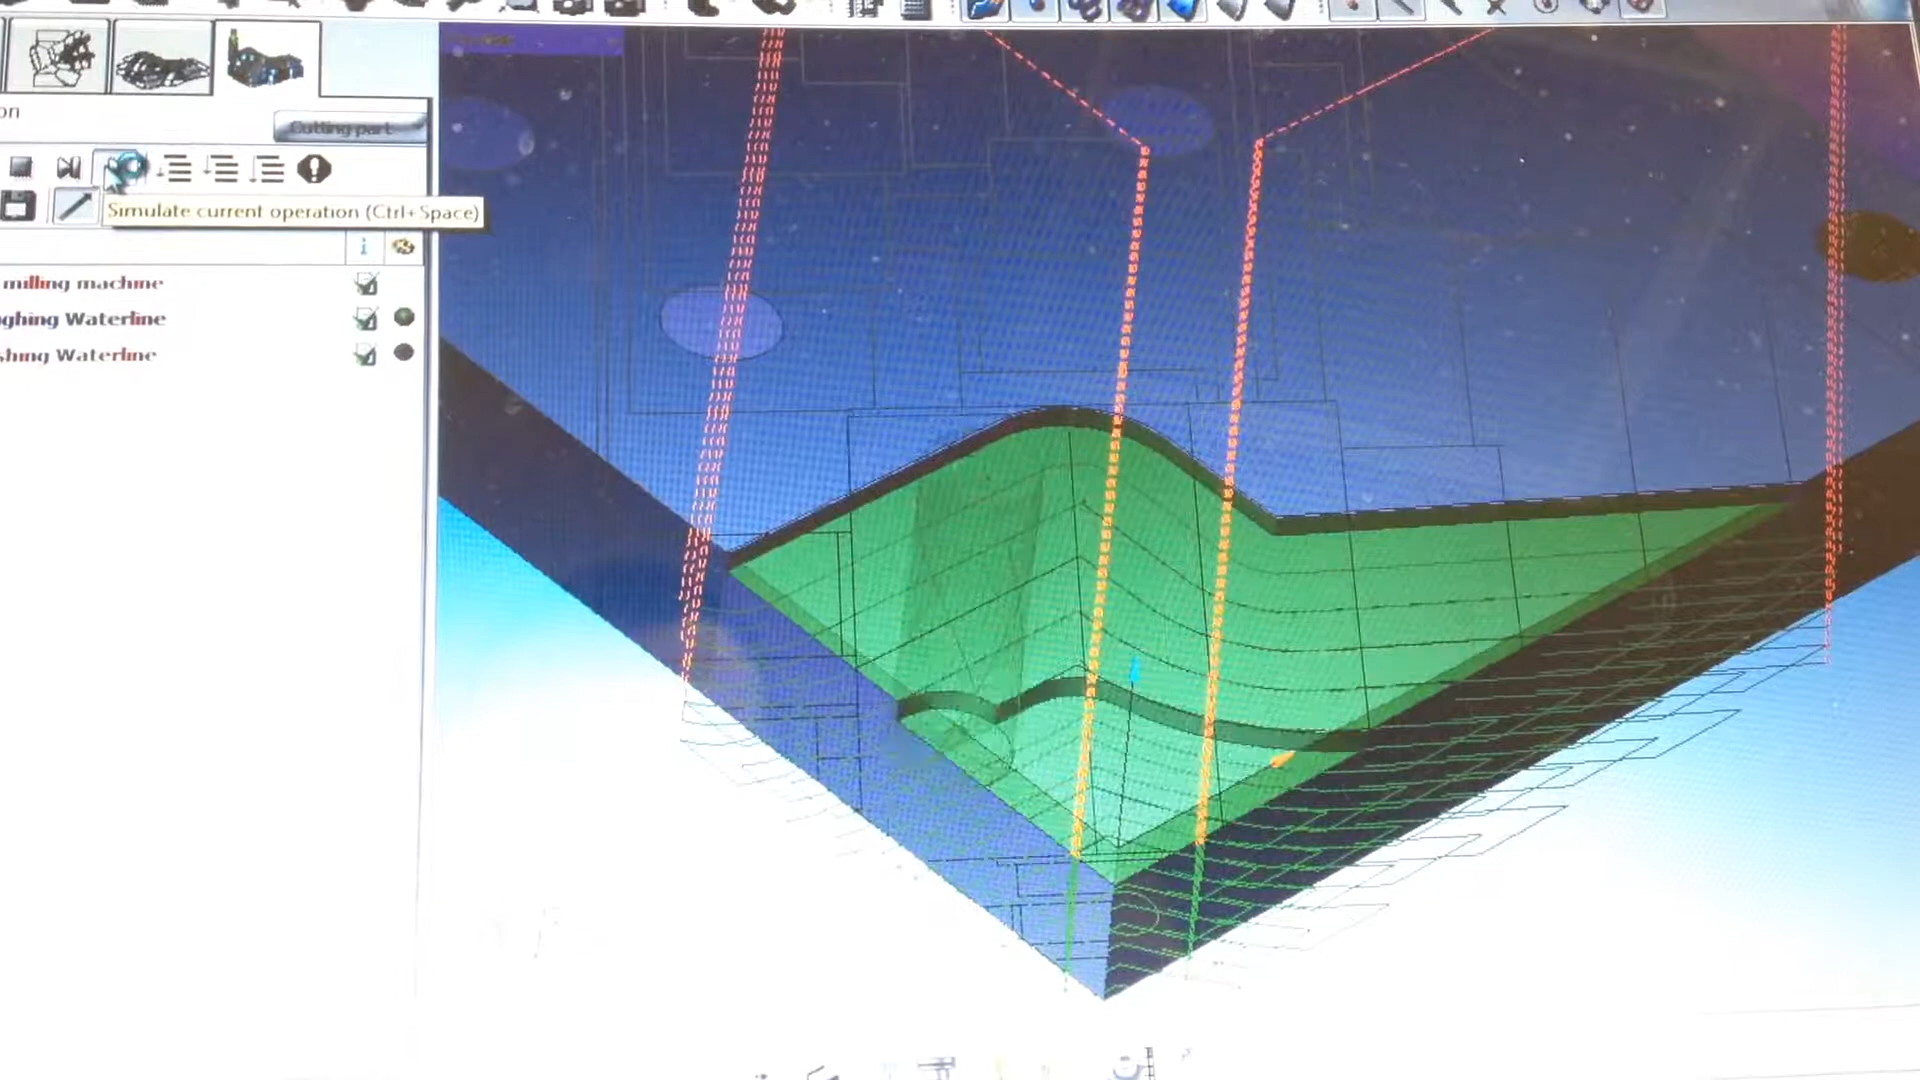 on
Cutting part
Simulate current operation (Ctrl+Space)
i
milling machine
ghing Waterline
shing Waterline